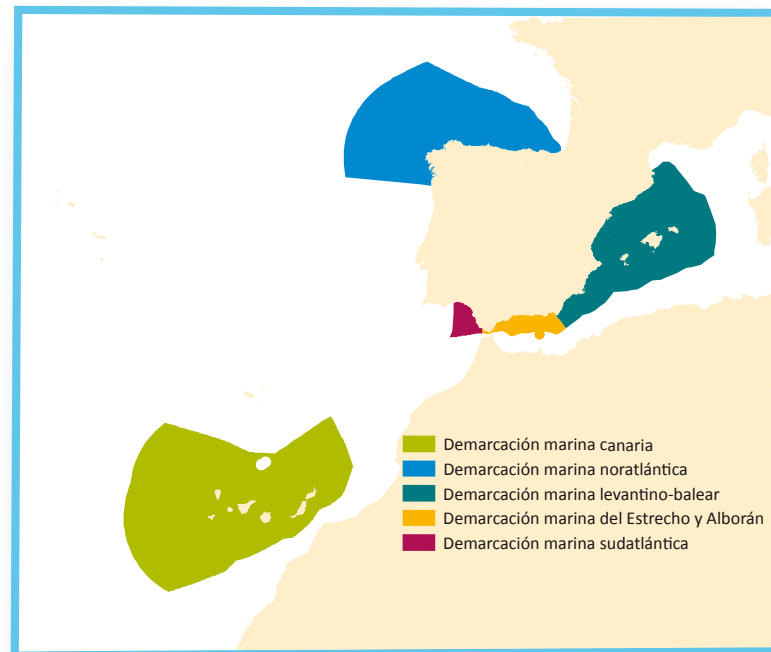 Demarcación marina canaria
Demarcación marina noratlántica
Demarcación marina levantino-balear
Demarcación marina del Estrecho y Alborán
Demarcación marina sudatlántica